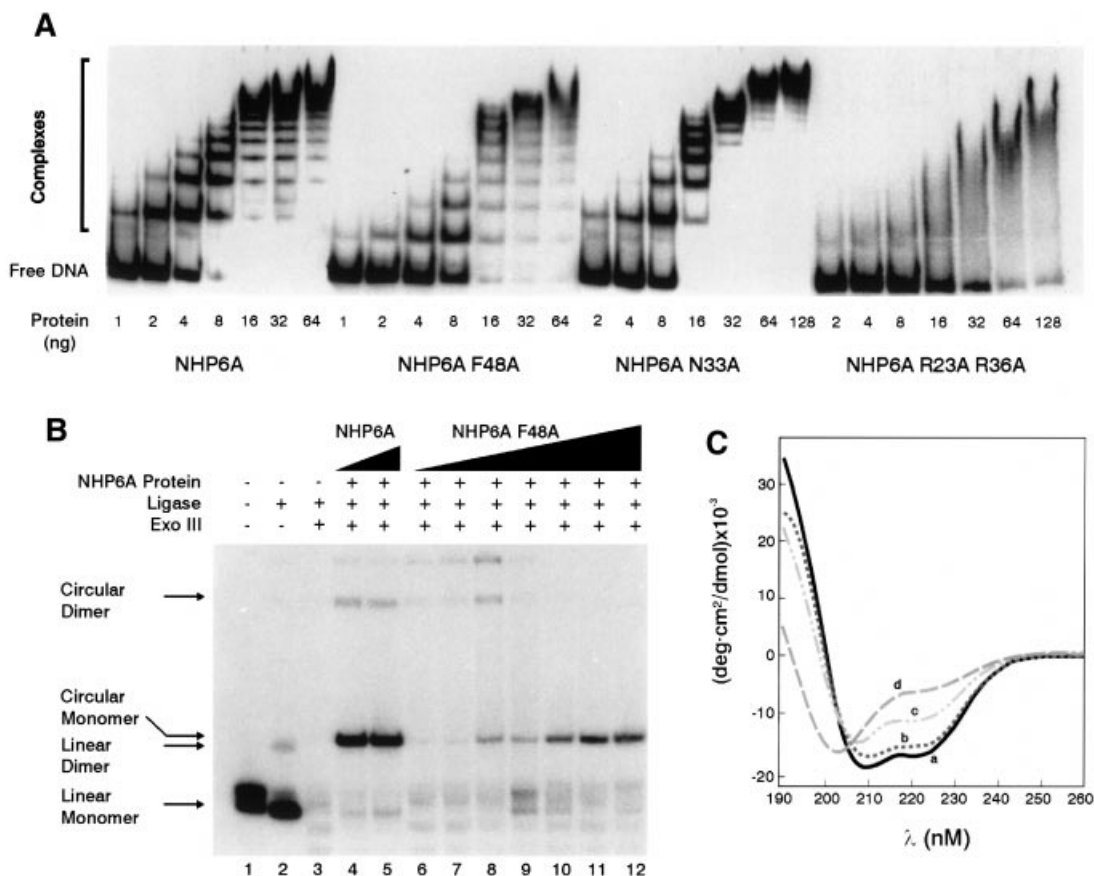 A
Complexes
Free DNA
Protein (ng)
1 2 4 8 16 32 64 1 2 4 8 16 32 64 2 4 8 16 32 64 128 2 4 8 16 32 64 128
NHP6A NHP6A F48A NHP6A N33A NHP6A R23A R36A
B
NHP6A NHP6A F48A
NHP6A Protein - - - + + + + + + + + +
Ligase - + + + + + + + + + + +
Exo III - - + + + + + + + + + +
Circular
Dimer
Circular
Monomer
Linear
Dimer
Linear
Monomer
1 2 3 4 5 6 7 8 9 10 11 12
C
(deg·cm²/dmol)x10⁻³
30
20
10
0
-10
-20
d
c
b
a
190 200 210 220 230 240 250 260
λ (nM)